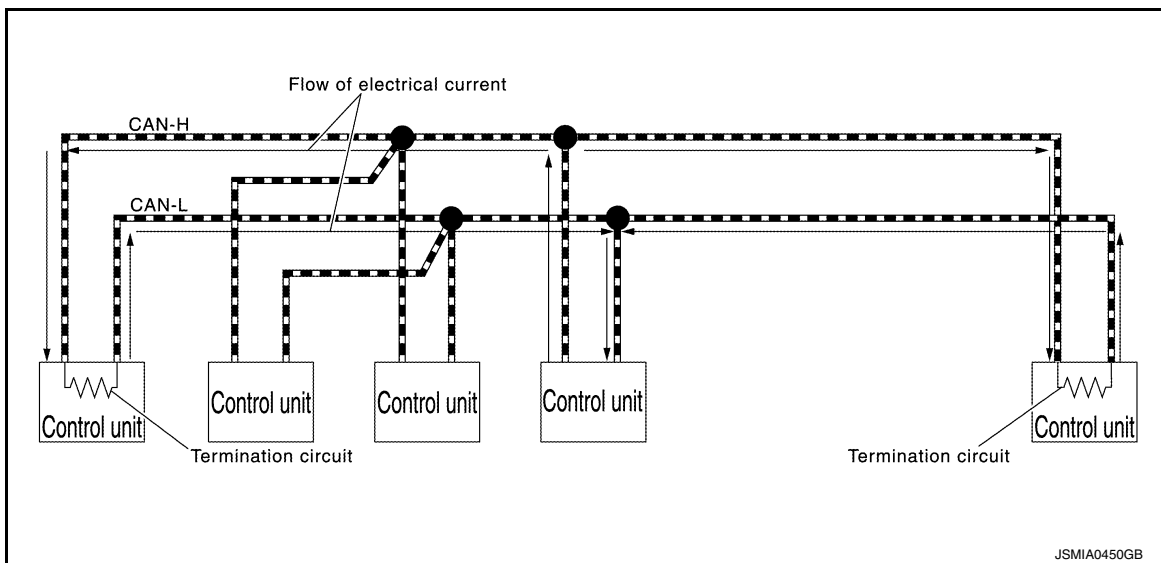 Flow of electrical current
CAN-H
CAN-L
Control unit
Control unit
Control unit
Control unit
Control unit
Termination circuit
Termination circuit
JSMIA0450GB